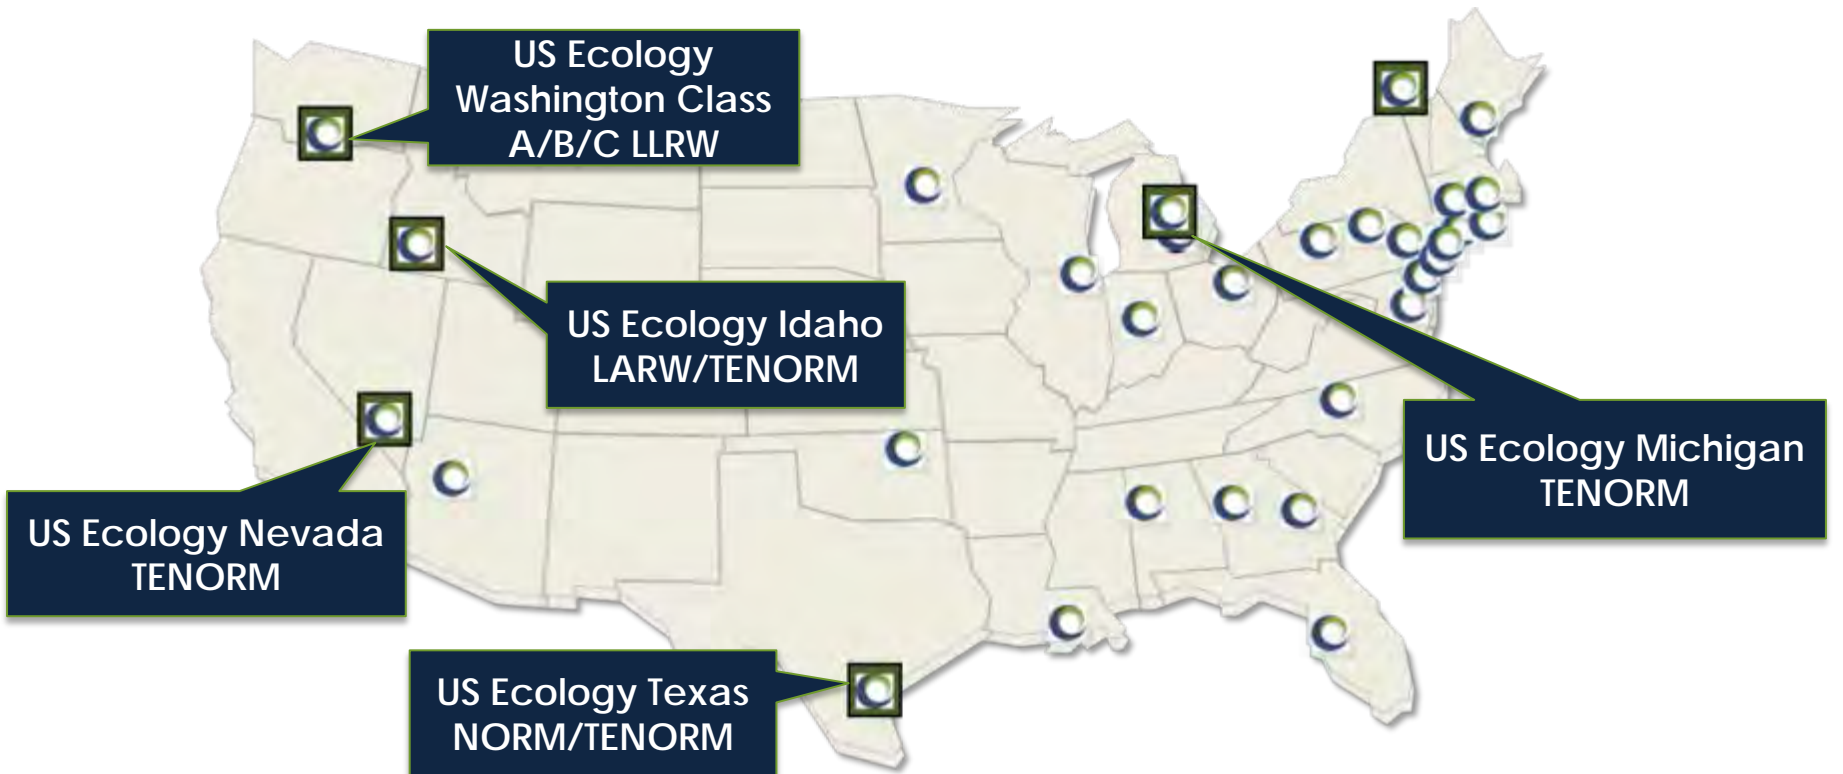 US Ecology
Washington Class
A/B/C LLRW
US Ecology Idaho
LARW/TENORM
US Ecology Michigan
TENORM
US Ecology Nevada
TENORM
US Ecology Texas
NORM/TENORM